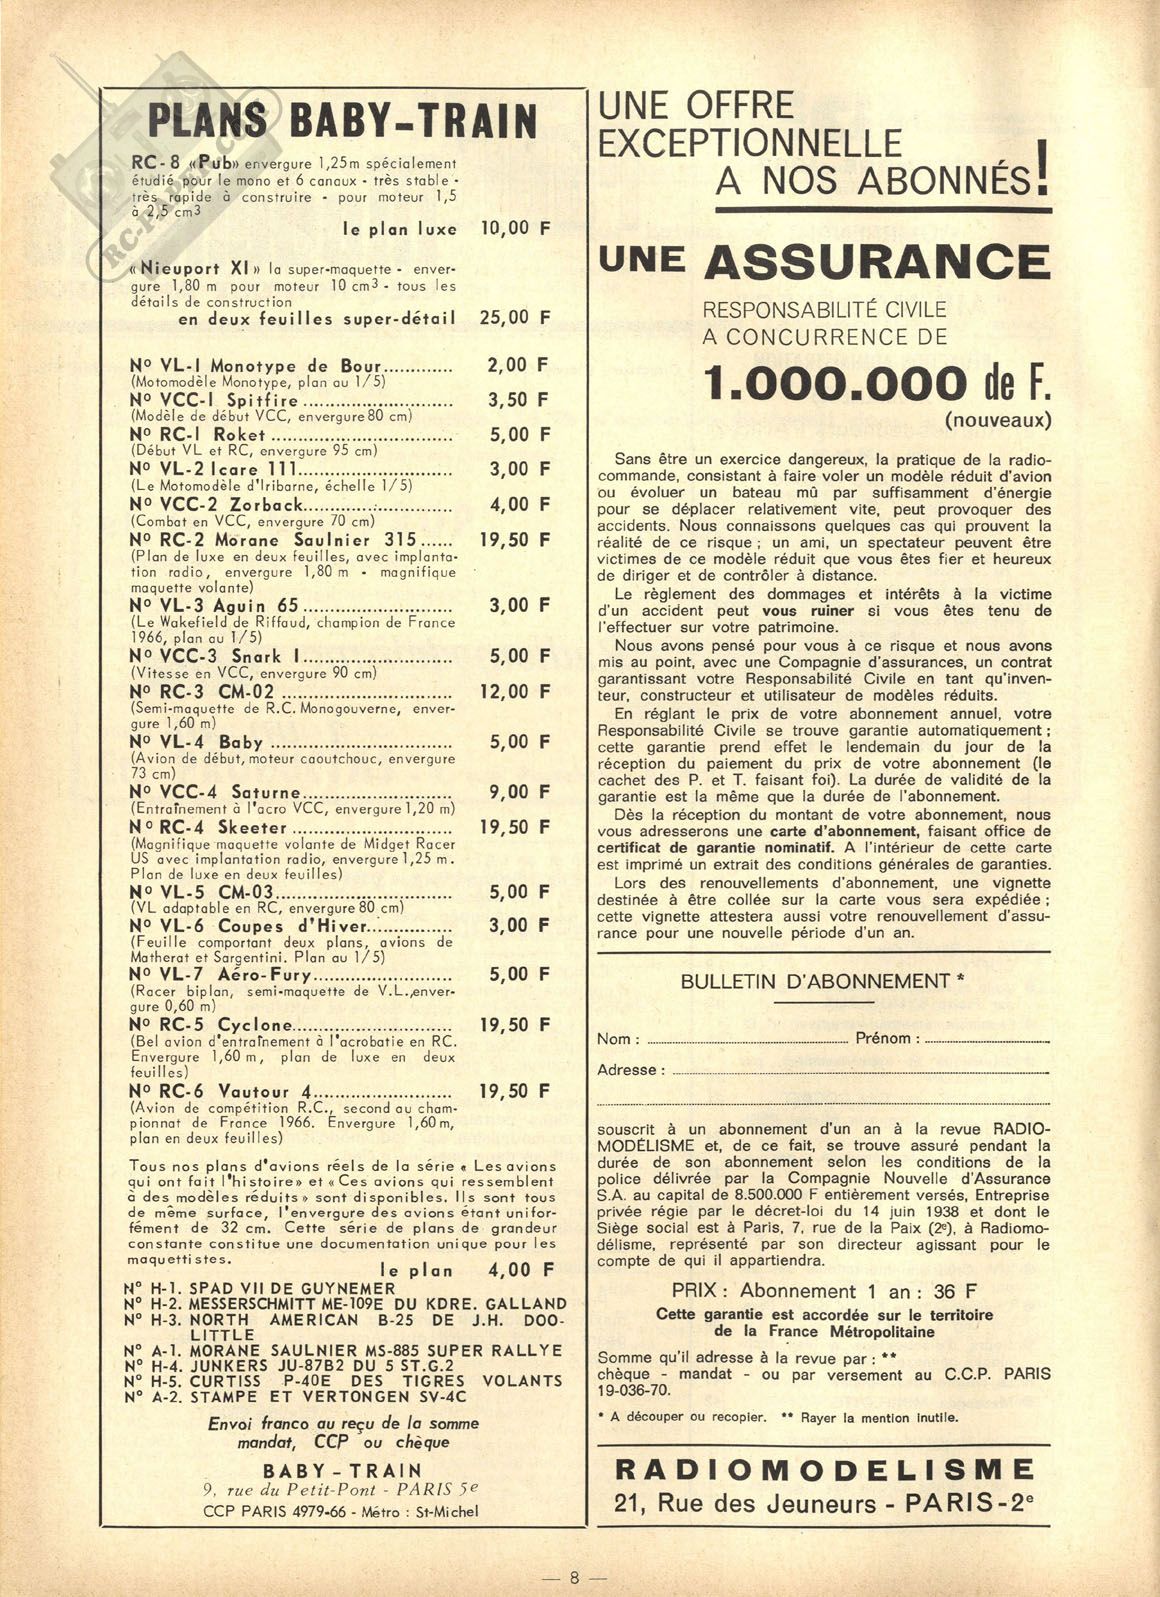 RC-PAPER.COM
PLANS BABY-TRAIN
RC-8 «Pub» envergure 1,25m spécialement
étudié pour le mono et 6 canaux - très stable -
très rapide à construire - pour moteur 1,5
à 2,5 cm3
le plan luxe 10,00 F
«Nieuport XI» la super-maquette - enver-
gure 1,80 m pour moteur 10 cm3 - tous les
détails de construction
en deux feuilles super-détail 25,00 F
Nº VL-1 Monotype de Bour............. 2,00 F
(Motomodèle Monotype, plan au 1/5)
Nº VCC-1 Spitfire ............................ 3,50 F
(Modèle de début VCC, envergure 80 cm)
Nº RC-1 Roket .................................. 5,00 F
(Début VL et RC, envergure 95 cm)
Nº VL-2 Icare 111............................. 3,00 F
(Le Motomodèle d'Iribarne, échelle 1/5)
Nº VCC-2 Zorback............................ 4,00 F
(Combat en VCC, envergure 70 cm)
Nº RC-2 Morane Saulnier 315...... 19,50 F
(Plan de luxe en deux feuilles, avec implanta-
tion radio, envergure 1,80 m - magnifique
maquette volante)
Nº VL-3 Aguin 65 ............................ 3,00 F
(Le Wakefield de Riffaud, champion de France
1966, plan au 1/5)
Nº VCC-3 Snark I............................ 5,00 F
(Vitesse en VCC, envergure 90 cm)
Nº RC-3 CM-02 ................................ 12,00 F
(Semi-maquette de R.C. Monogouverne, enver-
gure 1,60 m)
Nº VL-4 Baby .................................. 5,00 F
(Avion de début, moteur caoutchouc, envergure
73 cm)
Nº VCC-4 Saturne............................ 9,00 F
(Entraînement à l'acro VCC, envergure 1,20 m)
Nº RC-4 Skeeter .............................. 19,50 F
(Magnifique maquette volante de Midget Racer
US avec implantation radio, envergure 1,25 m.
Plan de luxe en deux feuilles)
Nº VL-5 CM-03................................. 5,00 F
(VL adaptable en RC, envergure 80 cm)
Nº VL-6 Coupes d'Hiver................ 3,00 F
(Feuille comportant deux plans, avions de
Matherat et Sargentini. Plan au 1/5)
Nº VL-7 Aéro-Fury.......................... 5,00 F
(Racer biplan, semi-maquette de V.L., enver-
gure 0,60 m)
Nº RC-5 Cyclone.............................. 19,50 F
(Bel avion d'entraînement à l'acrobatie en RC.
Envergure 1,60 m, plan de luxe en deux
feuilles)
Nº RC-6 Vautour 4.......................... 19,50 F
(Avion de compétition R.C., second au cham-
pionnat de France 1966. Envergure 1,60m,
plan en deux feuilles)
Tous nos plans d'avions réels de la série « Les avions
qui ont fait l'histoire» et «Ces avions qui ressemblent
à des modèles réduits» sont disponibles. Ils sont tous
de même surface, l'envergure des avions étant unifor-
fément de 32 cm. Cette série de plans de grandeur
constante constitue une documentation unique pour les
maquettistes.
le plan 4,00 F
Nº H-1. SPAD VII DE GUYNEMER
Nº H-2. MESSERSCHMITT ME-109E DU KDRE. GALLAND
Nº H-3. NORTH AMERICAN B-25 DE J.H. DOO-
LITTLE
Nº A-1. MORANE SAULNIER MS-885 SUPER RALLYE
Nº H-4. JUNKERS JU-87B2 DU 5 ST.G.2
Nº H-5. CURTISS P-40E DES TIGRES VOLANTS
Nº A-2. STAMPE ET VERTONGEN SV-4C
Envoi franco au reçu de la somme
mandat, CCP ou chèque
BABY - TRAIN
9, rue du Petit-Pont - PARIS 5e
CCP PARIS 4979-66 - Métro : St-Michel
UNE OFFRE
EXCEPTIONNELLE
A NOS ABONNÉS!
UNE ASSURANCE
RESPONSABILITÉ CIVILE
A CONCURRENCE DE
1.000.000 de F.
(nouveaux)
Sans être un exercice dangereux, la pratique de la radio-
commande, consistant à faire voler un modèle réduit d'avion
ou évoluer un bateau mû par suffisamment d'énergie
pour se déplacer relativement vite, peut provoquer des
accidents. Nous connaissons quelques cas qui prouvent la
réalité de ce risque ; un ami, un spectateur peuvent être
victimes de ce modèle réduit que vous êtes fier et heureux
de diriger et de contrôler à distance.
Le règlement des dommages et intérêts à la victime
d'un accident peut vous ruiner si vous êtes tenu de
l'effectuer sur votre patrimoine.
Nous avons pensé pour vous à ce risque et nous avons
mis au point, avec une Compagnie d'assurances, un contrat
garantissant votre Responsabilité Civile en tant qu'inven-
teur, constructeur et utilisateur de modèles réduits.
En réglant le prix de votre abonnement annuel, votre
Responsabilité Civile se trouve garantie automatiquement ;
cette garantie prend effet le lendemain du jour de la
réception du paiement du prix de votre abonnement (le
cachet des P. et T. faisant foi). La durée de validité de la
garantie est la même que la durée de l'abonnement.
Dès la réception du montant de votre abonnement, nous
vous adresserons une carte d'abonnement, faisant office de
certificat de garantie nominatif. A l'intérieur de cette carte
est imprimé un extrait des conditions générales de garanties.
Lors des renouvellements d'abonnement, une vignette
destinée à être collée sur la carte vous sera expédiée ;
cette vignette attestera aussi votre renouvellement d'assu-
rance pour une nouvelle période d'un an.
BULLETIN D'ABONNEMENT *
Nom : .................................................. Prénom : ................................
Adresse : ..............................................................................................
souscrit à un abonnement d'un an à la revue RADIO-
MODÉLISME et, de ce fait, se trouve assuré pendant la
durée de son abonnement selon les conditions de la
police délivrée par la Compagnie Nouvelle d'Assurance
S.A. au capital de 8.500.000 F entièrement versés, Entreprise
privée régie par le décret-loi du 14 juin 1938 et dont le
Siège social est à Paris, 7, rue de la Paix (2e), à Radiomo-
délisme, représenté par son directeur agissant pour le
compte de qui il appartiendra.
PRIX : Abonnement 1 an : 36 F
Cette garantie est accordée sur le territoire
de la France Métropolitaine
Somme qu'il adresse à la revue par : **
chèque - mandat - ou par versement au C.C.P. PARIS
19-036-70.
* A découper ou recopier. ** Rayer la mention inutile.
RADIOMODELISME
21, Rue des Jeuneurs - PARIS-2e
— 8 —